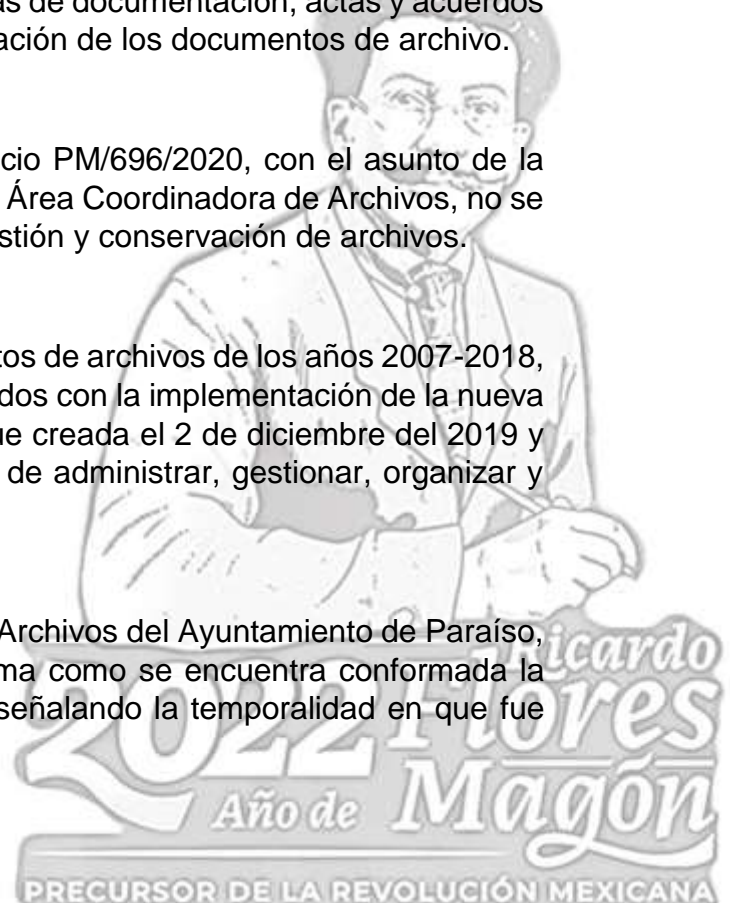 as de documentación, actas y acuerdos
ación de los documentos de archivo.
cio PM/696/2020, con el asunto de la
Área Coordinadora de Archivos, no se
estión y conservación de archivos.
tos de archivos de los años 2007-2018,
dos con la implementación de la nueva
ue creada el 2 de diciembre del 2019 y
de administrar, gestionar, organizar y
Archivos del Ayuntamiento de Paraíso,
ma como se encuentra conformada la
señalando la temporalidad en que fue
2022 Ricardo
Flores
Año de Magón
PRECURSOR DE LA REVOLUCIÓN MEXICANA